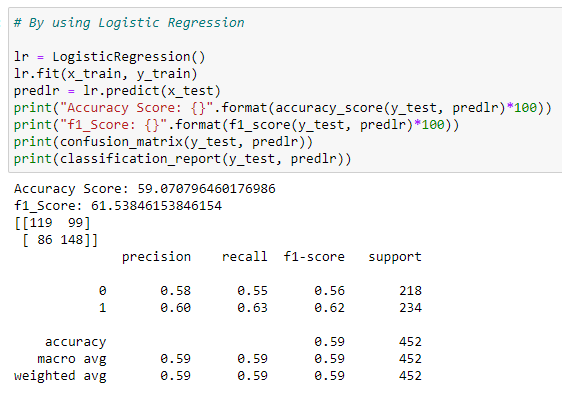 # By using Logistic Regression
lr = LogisticRegression()
lr.fit(x_train, y_train)
predlr = lr.predict(x_test)
print("Accuracy Score: {}".format(accuracy_score(y_test, predlr)*100))
print("f1_Score: {}".format(f1_score(y_test, predlr)*100))
print(confusion_matrix(y_test, predlr))
print(classification_report(y_test, predlr))
Accuracy Score: 59.070796460176986
f1_Score: 61.53846153846154
[[119  99]
 [ 86 148]]
              precision    recall  f1-score   support
           0       0.58      0.55      0.56       218
           1       0.60      0.63      0.62       234
    accuracy                           0.59       452
   macro avg       0.59      0.59      0.59       452
weighted avg       0.59      0.59      0.59       452